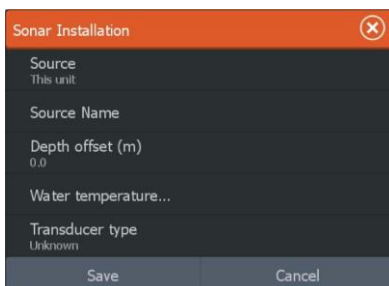 Sonar Installation
Source
This unit
Source Name
Depth offset (m)
0.0
Water temperature...
Transducer type
Unknown
Save Cancel